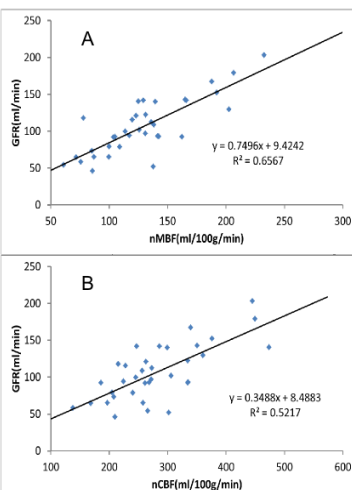 A
250
200
150
100
50
0
GFR(ml/min)
y = 0.7496x + 9.4242
R² = 0.6567
50 100 150 200 250 300
nMBF(ml/100g/min)
B
250
200
150
100
50
0
GFR(ml/min)
y = 0.3488x + 8.4883
R² = 0.5217
100 200 300 400 500 600
nCBF(ml/100g/min)